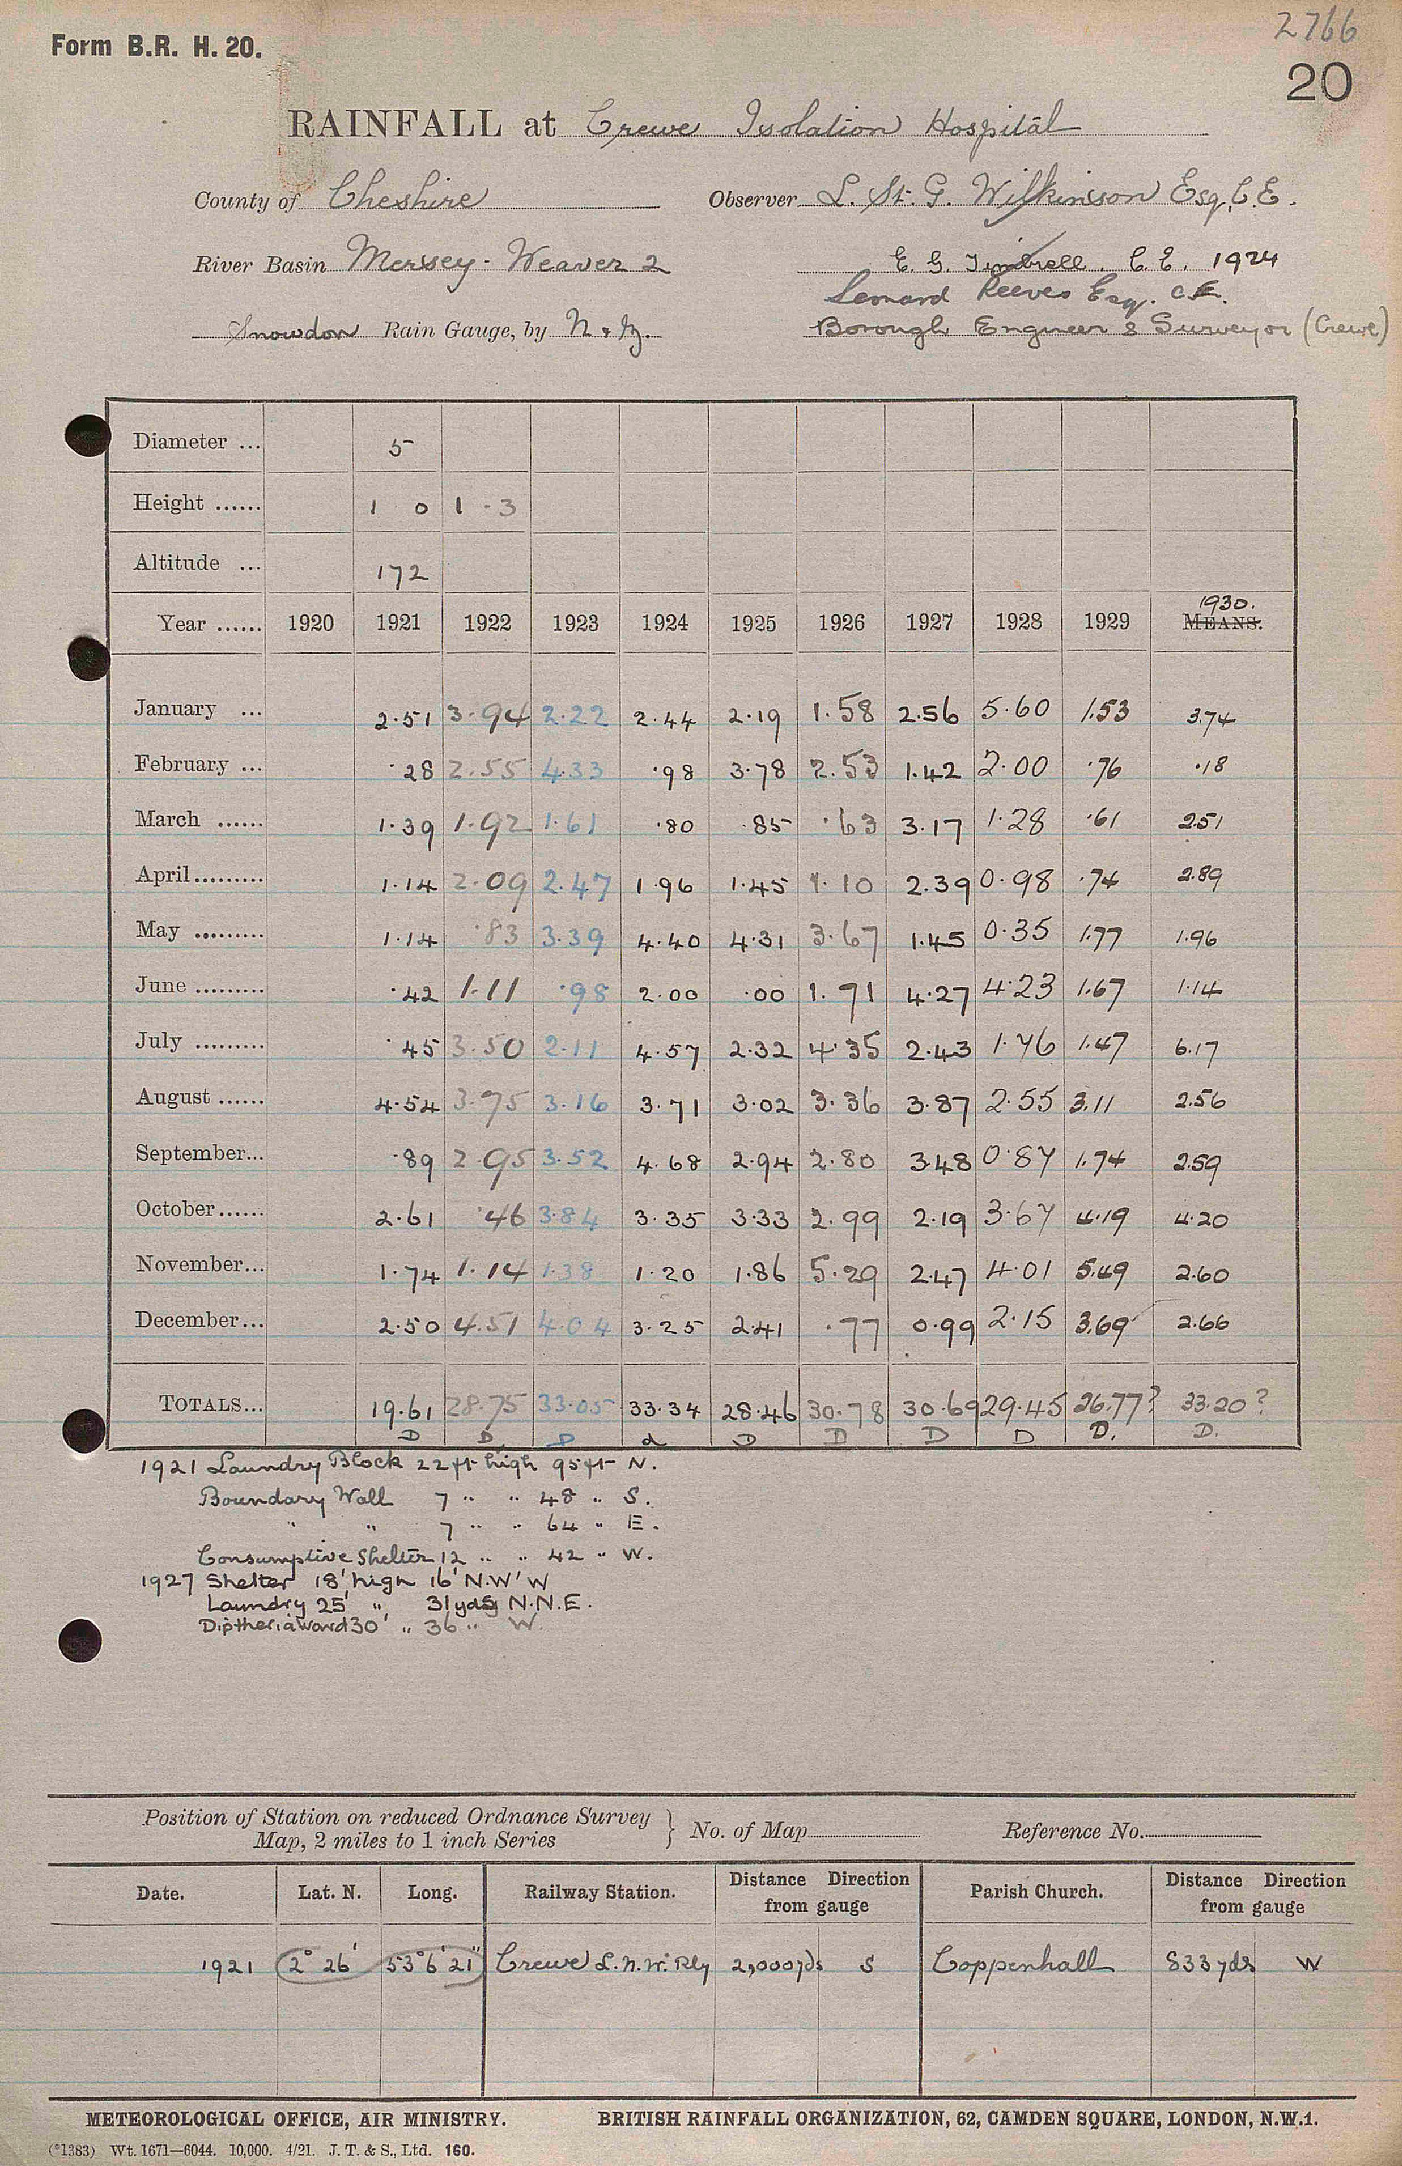 2766
Form B.R. H. 20.
20
RAINFALL at Crewe Isolation Hospital
County of Cheshire Observer L. St. G. Wilkinson Esq. C.E.
River Basin Mersey - Weaver 2 E. G. Timbrell. C.E. 1924
Leonard Reeves Esq. C.E.
Snowdon Rain Gauge, by N & Z. Borough Engineer & Surveyor (Crewe)
Diameter ... 5
Height ...... 1 0 1 - 3
Altitude ... 172
1930.
Year ...... 1920 1921 1922 1923 1924 1925 1926 1927 1928 1929 MEANS.
January ... 2.51 3.94 2.22 2.44 2.19 1.58 2.56 5.60 1.53 3.74
February ... .28 2.55 4.33 .98 3.78 2.53 1.42 2.00 .76 .18
March ...... 1.39 1.92 1.61 .80 .85 .63 3.17 1.28 .61 2.51
April......... 1.14 2.09 2.47 1.96 1.45 1.10 2.39 0.98 .74 2.89
May ......... 1.14 .83 3.39 4.40 4.31 3.67 1.45 0.35 1.77 1.96
June ......... .42 1.11 .98 2.00 .00 1.71 4.27 4.23 1.67 1.14
July ......... .45 3.50 2.11 4.57 2.32 4.35 2.43 1.76 1.47 6.17
August ...... 4.54 3.75 3.16 3.71 3.02 3.36 3.87 2.55 3.11 2.56
September... .89 2.95 3.52 4.68 2.94 2.80 3.48 0.87 1.74 2.59
October...... 2.61 .46 3.84 3.35 3.33 2.99 2.19 3.67 4.19 4.20
November... 1.74 1.14 1.38 1.20 1.86 5.29 2.47 4.01 5.49 2.60
December... 2.50 4.51 4.04 3.25 2.41 .77 0.99 2.15 3.69 2.66
TOTALS... 19.61 28.75 33.05 33.34 28.46 30.78 30.69 29.45 26.77? 33.20?
D D D d D D D D D. D.
1921 Laundry Block 22 ft high 95 ft N.
Boundary Wall 7 " " 48 " S.
" " 7 " " 64 " E.
Consumptive Shelter 12 " " 42 " W.
1927 Shelter 18' high 16' N.W' W
Laundry 25' " 31 yds N.N.E.
Diptheria ward 30' " 36 " W.
Position of Station on reduced Ordnance Survey
Map, 2 miles to 1 inch Series } No. of Map Reference No.
Date. Lat. N. Long. Railway Station. Distance Direction from gauge Parish Church. Distance Direction from gauge
1921 2° 26' 53° 6' 21" Crewe L.N.W. Rly 2,000 yds S Coppenhall 833 yds W
METEOROLOGICAL OFFICE, AIR MINISTRY. BRITISH RAINFALL ORGANIZATION, 62, CAMDEN SQUARE, LONDON, N.W.1.
(*1383) Wt. 1671—6044. 10,000. 4/21. J. T. & S., Ltd. 160.